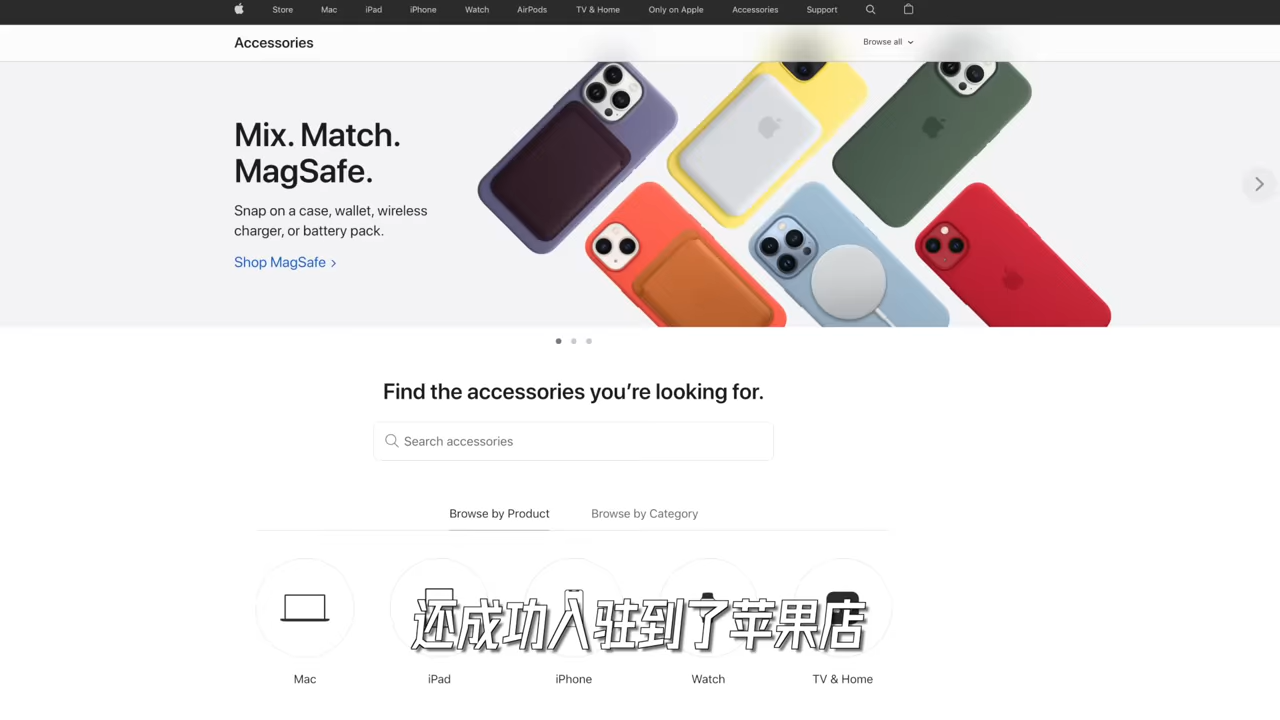 Store Mac iPad iPhone Watch AirPods TV & Home Only on Apple Accessories Support
Accessories
Browse all
Mix. Match.
MagSafe.
Snap on a case, wallet, wireless
charger, or battery pack.
Shop MagSafe >
Find the accessories you’re looking for.
Search accessories
Browse by Product Browse by Category
还成功入驻到了苹果店
Mac iPad iPhone Watch TV & Home